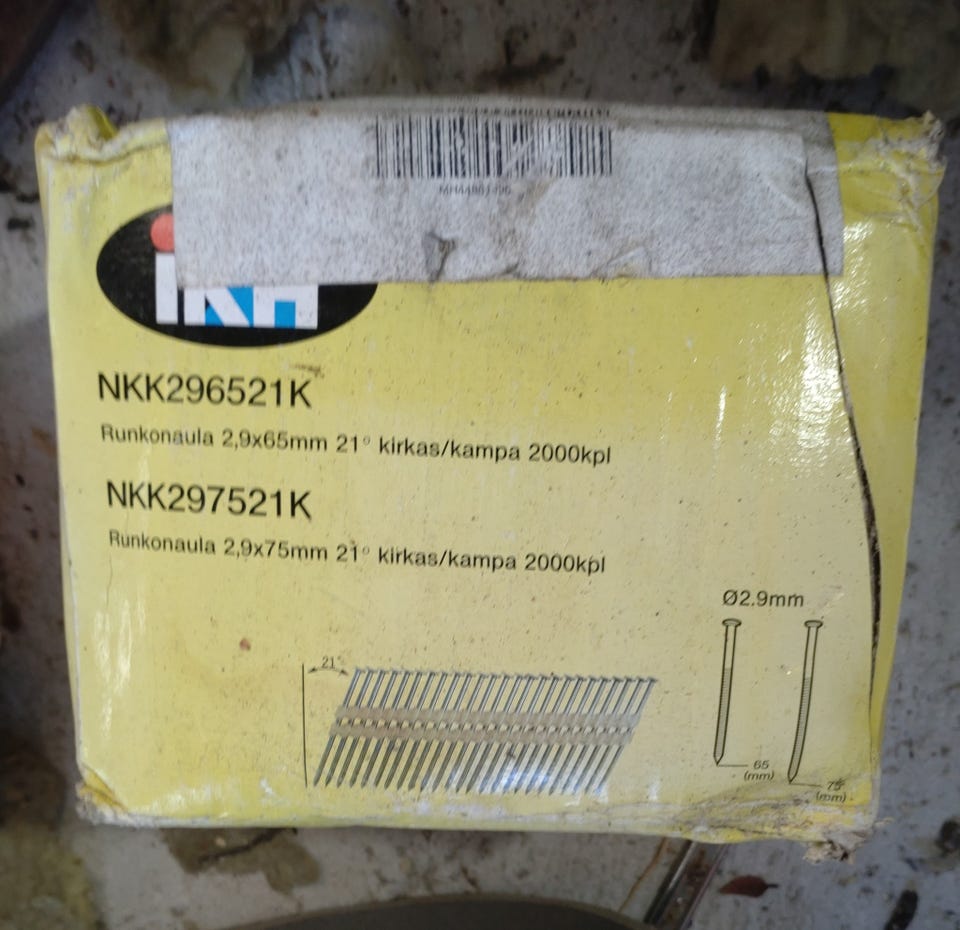 IKH
NKK296521K
Runkonaula 2,9x65mm 21° kirkas/kampa 2000kpl
NKK297521K
Runkonaula 2,9x75mm 21° kirkas/kampa 2000kpl
Ø2.9mm
21°
65
(mm)
75
(mm)